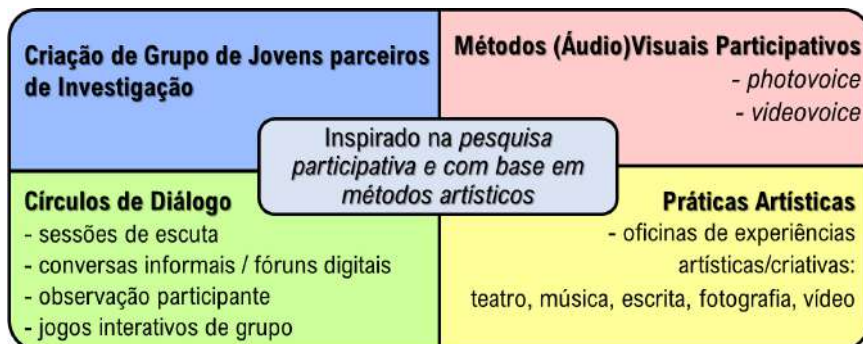 Criação de Grupo de Jovens parceiros
de Investigação
Métodos (Áudio)Visuais Participativos
- photovoice
- videovoice
Inspirado na pesquisa
participativa e com base em
métodos artísticos
Círculos de Diálogo
- sessões de escuta
- conversas informais / fóruns digitais
- observação participante
- jogos interativos de grupo
Práticas Artísticas
- oficinas de experiências
artísticas/criativas:
teatro, música, escrita, fotografia, vídeo